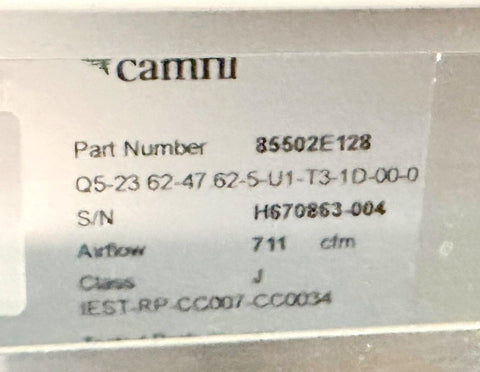 camfil
Part Number 85502E128
Q5-23 62-47 62-5-U1-T3-1D-00-0
S/N H670863-004
Airflow 711 cfm
Class J
IEST-RP-CC007-CC0034